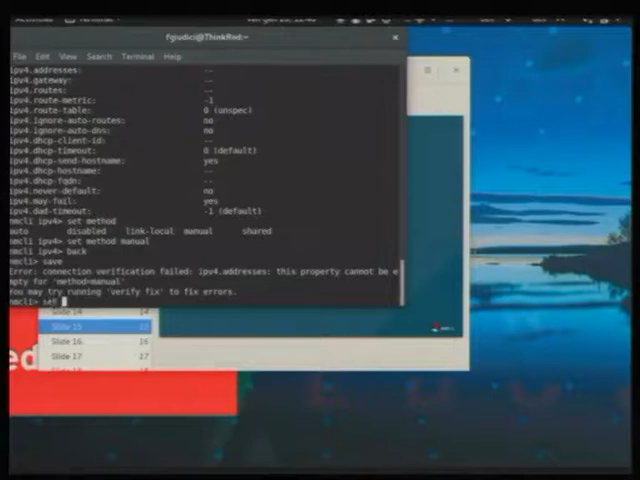 fgiudici@ThinkRed:~
File Edit View Search Terminal Help
ipv4.addresses: --
ipv4.gateway: --
ipv4.routes: --
ipv4.route-metric: -1
ipv4.route-table: 0 (unspec)
ipv4.ignore-auto-routes: no
ipv4.ignore-auto-dns: no
ipv4.dhcp-client-id: --
ipv4.dhcp-timeout: 0 (default)
ipv4.dhcp-send-hostname: yes
ipv4.dhcp-hostname: --
ipv4.dhcp-fqdn: --
ipv4.never-default: no
ipv4.may-fail: yes
ipv4.dad-timeout: -1 (default)
nmcli ipv4> set method
auto disabled link-local manual shared
nmcli ipv4> set method manual
nmcli ipv4> back
nmcli> save
Error: connection verification failed: ipv4.addresses: this property cannot be e
mpty for 'method=manual'
You may try running 'verify fix' to fix errors.
nmcli> set
Slide 14 14
Slide 15 15
Slide 16 16
Slide 17 17
ed